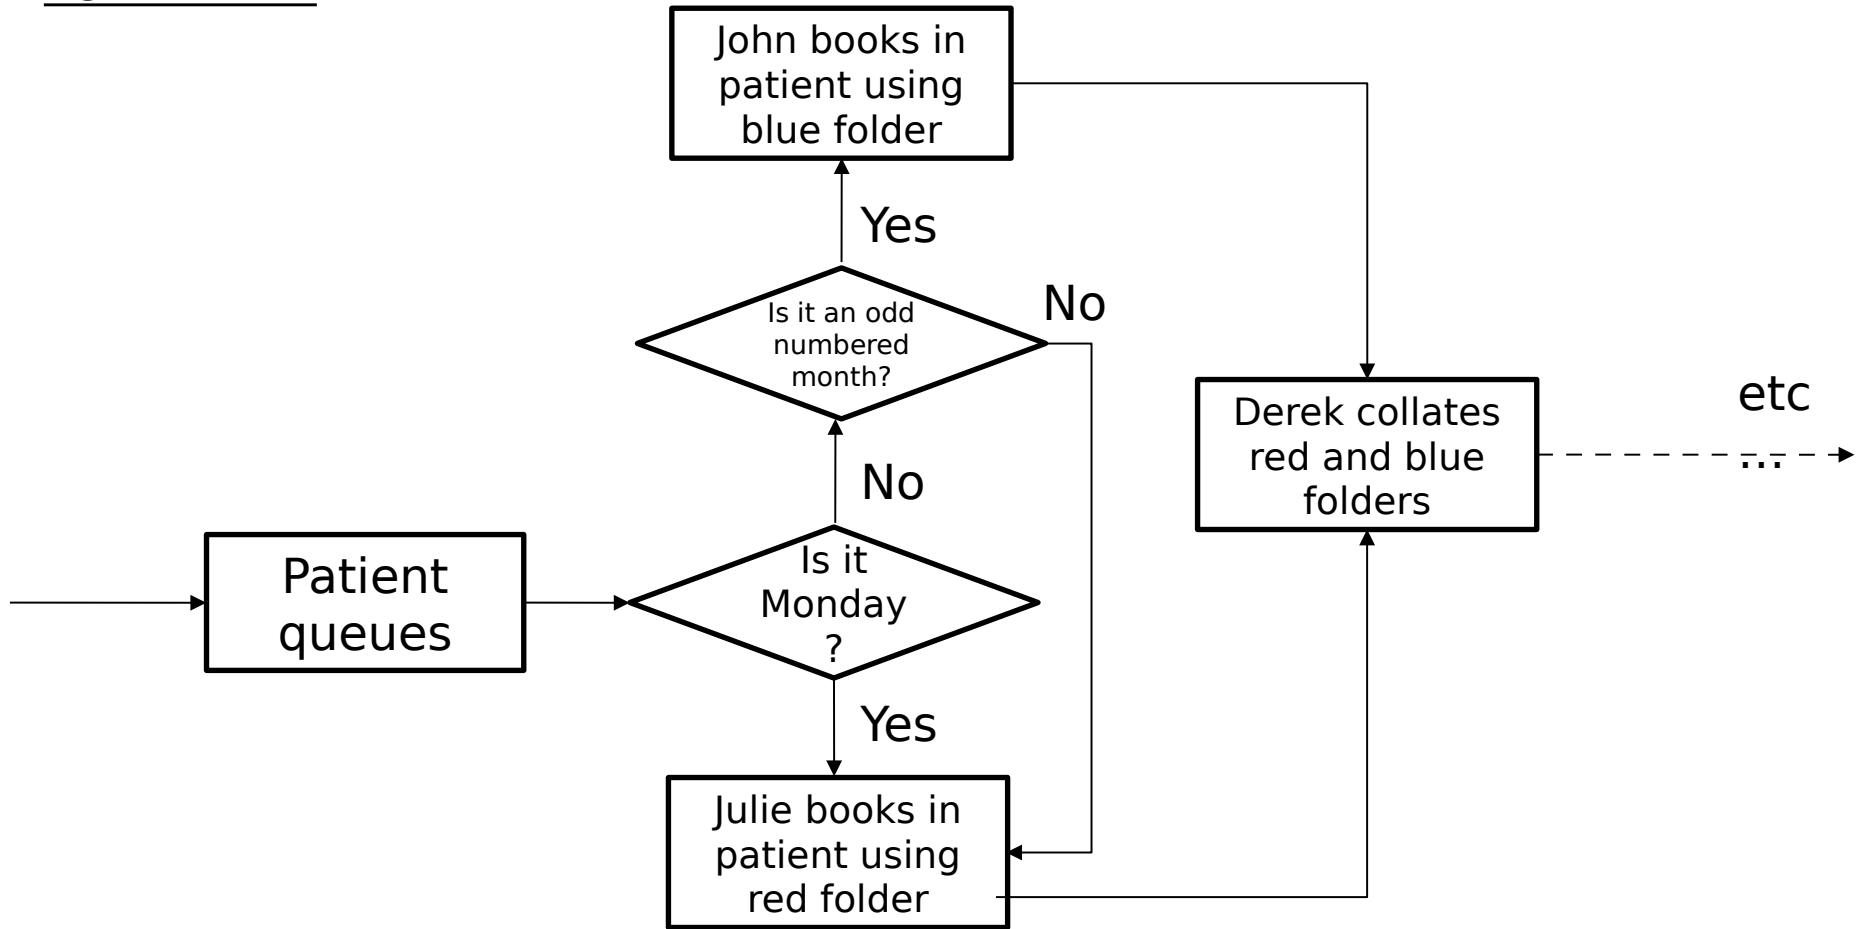 John books in
patient using
blue folder
Yes
Is it an odd
numbered
month?
No
Derek collates
red and blue
folders
etc
...
No
Patient
queues
Is it
Monday
?
Yes
Julie books in
patient using
red folder